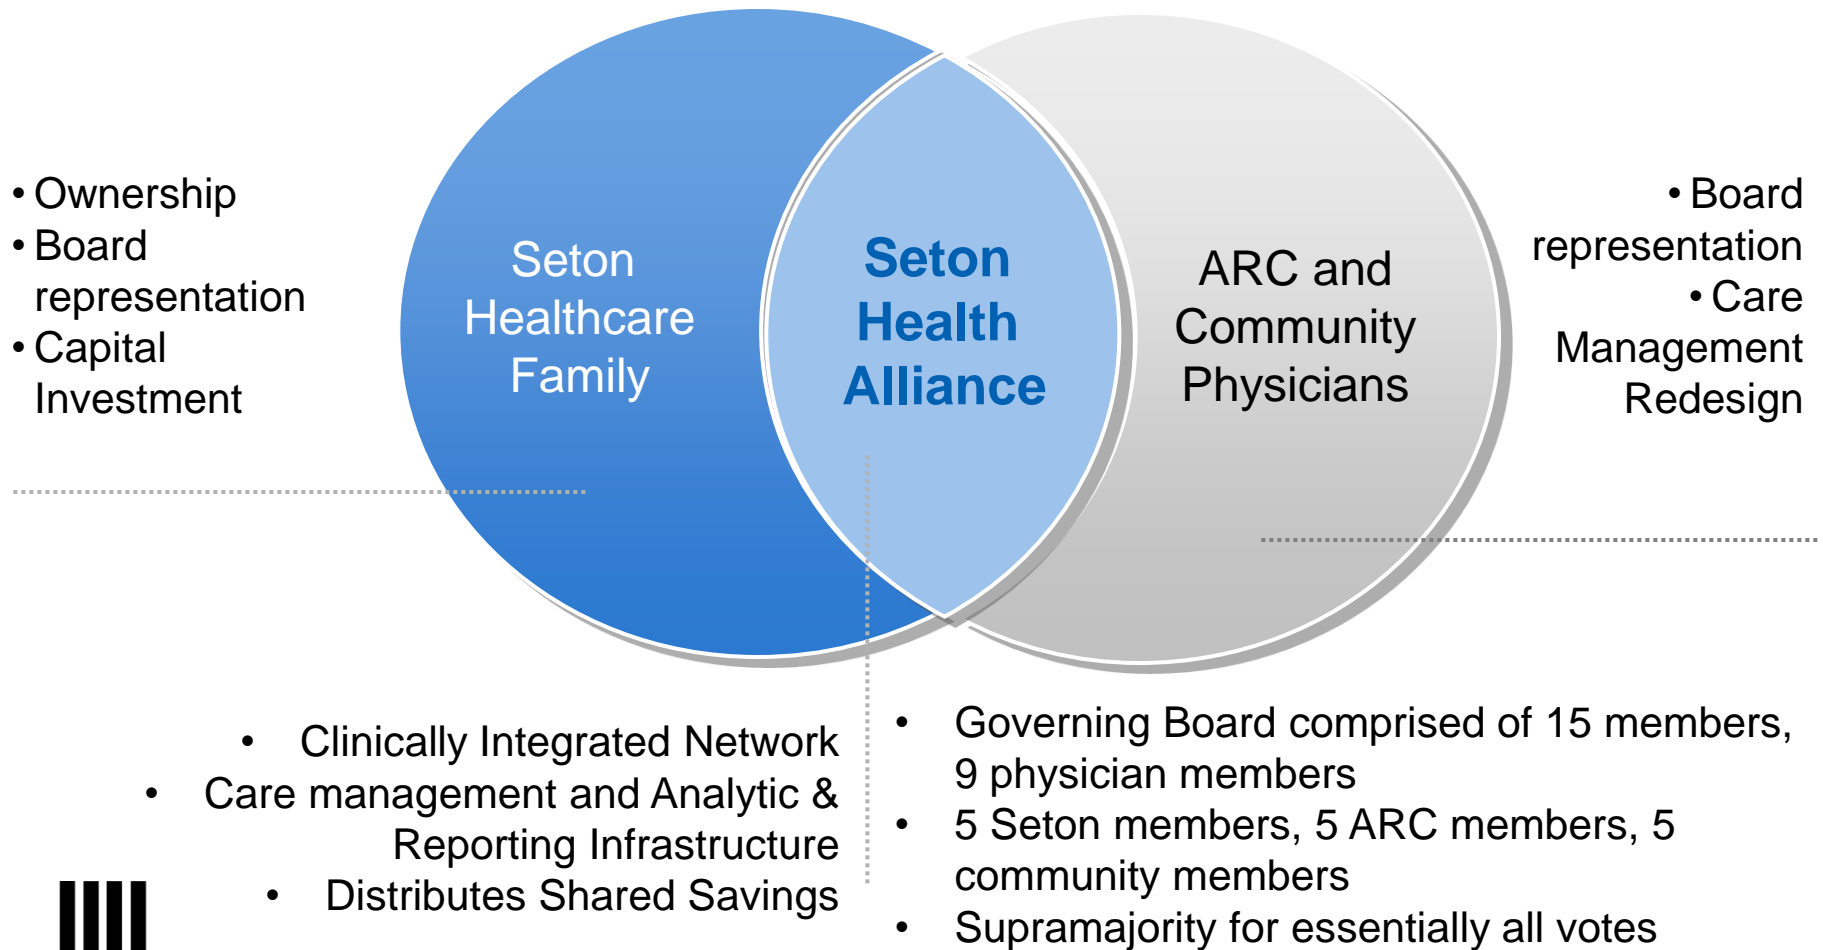 • Ownership
• Board
representation
• Capital
Investment
Seton
Healthcare
Family
Seton
Health
Alliance
ARC and
Community
Physicians
• Board
representation
• Care
Management
Redesign
• Clinically Integrated Network
• Care management and Analytic &
Reporting Infrastructure
• Distributes Shared Savings
• Governing Board comprised of 15 members,
9 physician members
• 5 Seton members, 5 ARC members, 5
community members
• Supramajority for essentially all votes